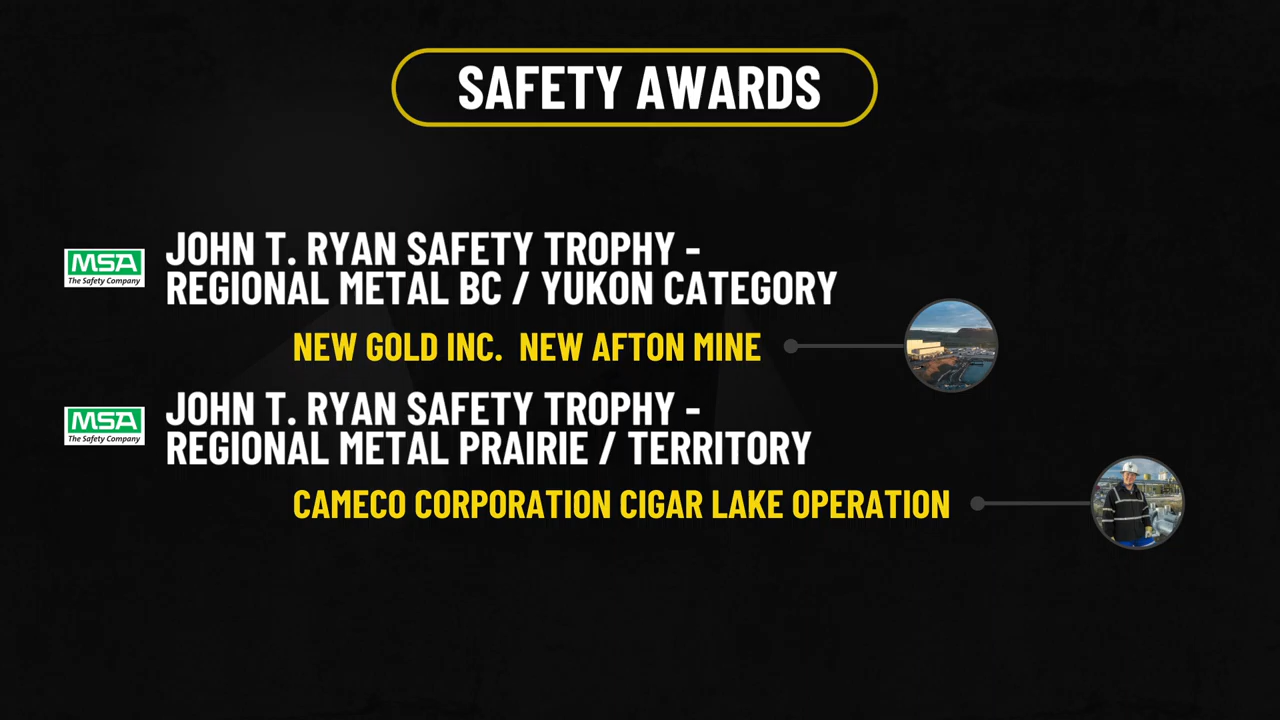 SAFETY AWARDS
MSA
The Safety Company
JOHN T. RYAN SAFETY TROPHY -
REGIONAL METAL BC / YUKON CATEGORY
NEW GOLD INC.  NEW AFTON MINE
MSA
The Safety Company
JOHN T. RYAN SAFETY TROPHY -
REGIONAL METAL PRAIRIE / TERRITORY
CAMECO CORPORATION CIGAR LAKE OPERATION